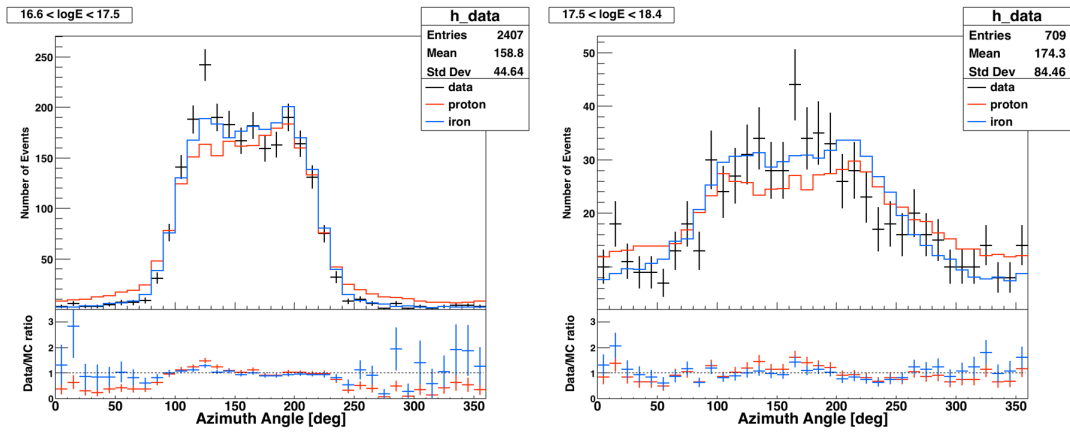 16.6 < logE < 17.5
h_data
Entries 2407
Mean 158.8
Std Dev 44.64
data
proton
iron
Number of Events
250
200
150
100
50
Data/MC ratio
3
2
1
0
0 50 100 150 200 250 300 350
Azimuth Angle [deg]
17.5 < logE < 18.4
h_data
Entries 709
Mean 174.3
Std Dev 84.46
data
proton
iron
Number of Events
50
40
30
20
Data/MC ratio
3
2
1
0
0 50 100 150 200 250 300 350
Azimuth Angle [deg]